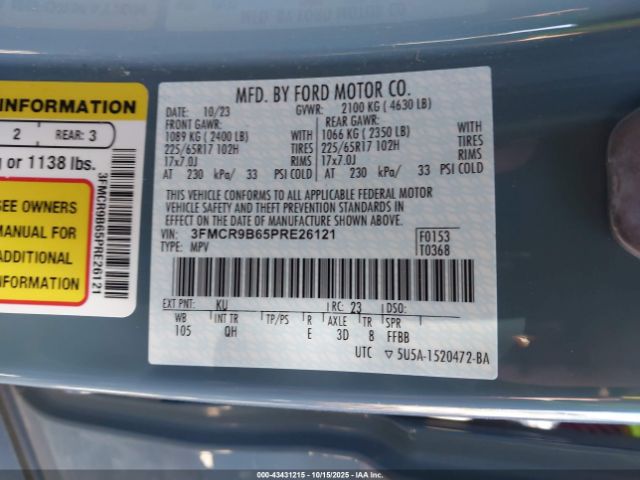 INFORMATION
2 REAR: 3
g or 1138 lbs.
SEE OWNERS
MANUAL FOR
ADDITIONAL
INFORMATION
3FMCR9B65PRE26121
MFD. BY FORD MOTOR CO.
DATE: 10/23 GVWR: 2100 KG ( 4630 LB)
FRONT GAWR: REAR GAWR:
1089 KG ( 2400 LB) WITH 1066 KG ( 2350 LB) WITH
225/65R17 102H TIRES 225/65R17 102H TIRES
17x7.0J RIMS 17x7.0J RIMS
AT 230 kPa/ 33 PSI COLD AT 230 kPa/ 33 PSI COLD
THIS VEHICLE CONFORMS TO ALL APPLICABLE FEDERAL MOTOR
VEHICLE SAFETY AND THEFT PREVENTION STANDARDS IN
EFFECT ON THE DATE OF MANUFACTURE SHOWN ABOVE.
VIN: 3FMCR9B65PRE26121 F0153
TYPE: MPV T0368
EXT PNT: KU RC: 23 DSO:
WB INT TR TP/PS R AXLE TR SPR
105 QH E 3D 8 FFBB
UTC ▽ 5U5A-1520472-BA
10-43431215 - 10/15/2025 - IAAI.COM